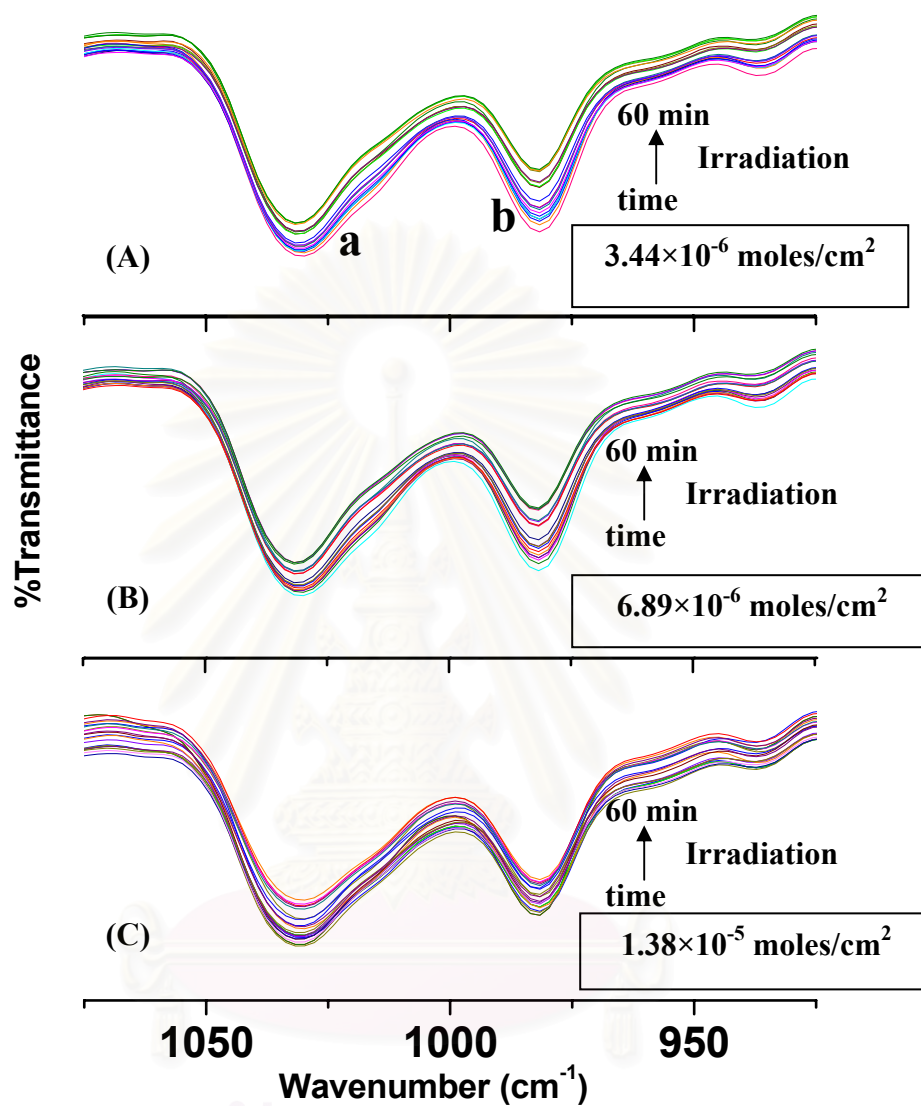 %Transmittance
a
b
60 min
Irradiation
time
(A)
3.44×10⁻⁶ moles/cm²
60 min
Irradiation
time
(B)
6.89×10⁻⁶ moles/cm²
60 min
Irradiation
time
(C)
1.38×10⁻⁵ moles/cm²
1050 1000 950
Wavenumber (cm⁻¹)